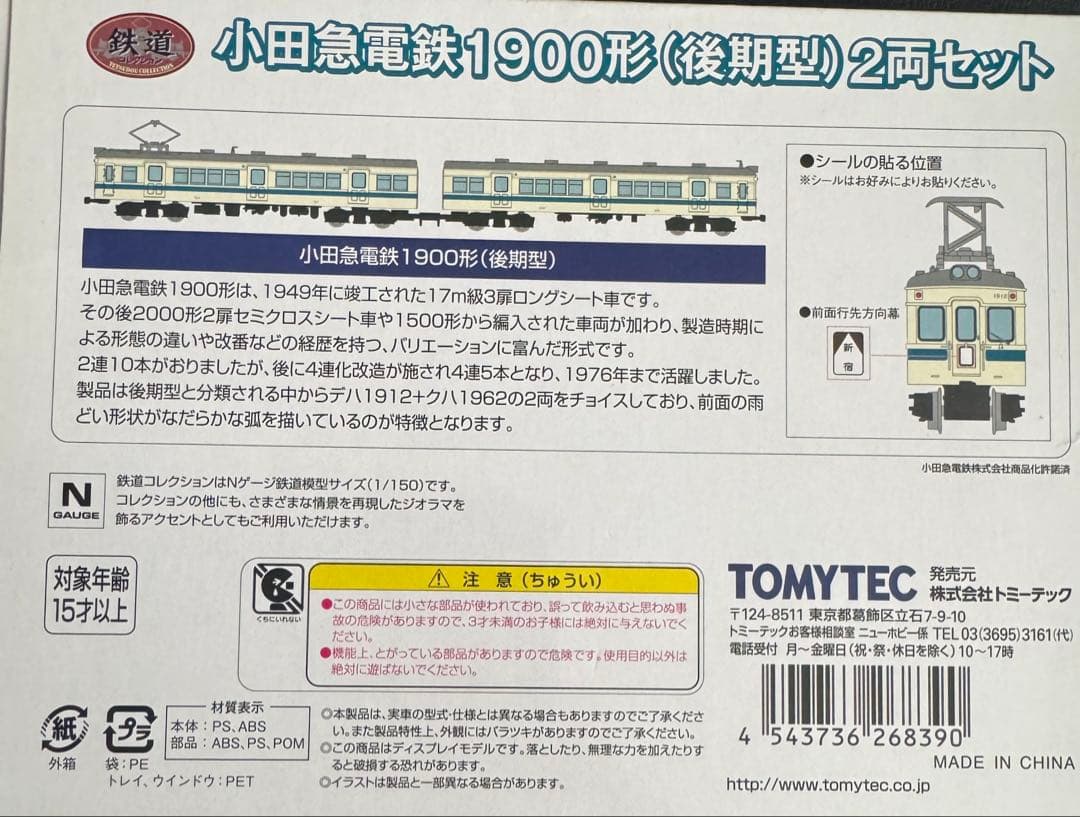 鉄道
コレクション
TETSUDOU COLLECTION
小田急電鉄1900形(後期型)2両セット
小田急電鉄1900形(後期型)
小田急電鉄1900形は、1949年に竣工された17m級3扉ロングシート車です。
その後2000形2扉セミクロスシート車や1500形から編入された車両が加わり、製造時期に
よる形態の違いや改番などの経歴を持つ、バリエーションに富んだ形式です。
2連10本がおりましたが、後に4連化改造が施され4連5本となり、1976年まで活躍しました。
製品は後期型と分類される中からデハ1912+クハ1962の2両をチョイスしており、前面の雨
どい形状がなだらかな弧を描いているのが特徴となります。
●シールの貼る位置
※シールはお好みによりお貼りください。
●前面行先方向幕
新
宿
1912
小田急電鉄株式会社商品化許諾済
N
GAUGE
鉄道コレクションはNゲージ鉄道模型サイズ(1/150)です。
コレクションの他にも、さまざまな情景を再現したジオラマを
飾るアクセントとしてもご利用いただけます。
対象年齢
15才以上
くちにいれない
注 意(ちゅうい)
●この商品には小さな部品が使われており、誤って飲み込むと思わぬ事
故の危険がありますので、3才未満のお子様には絶対に与えないでく
ださい。
●機能上、とがっている部品がありますので危険です。使用目的以外は
絶対に遊ばないでください。
TOMYTEC
発売元
株式会社トミーテック
〒124-8511 東京都葛飾区立石7-9-10
トミーテックお客様相談室 ニューホビー係 TEL 03(3695)3161(代)
電話受付 月〜金曜日(祝・祭・休日を除く)10〜17時
4 543736 268390
MADE IN CHINA
http://www.tomytec.co.jp
紙
外箱
プラ
袋:PE
トレイ、ウインドウ:PET
材質表示
本体:PS、ABS
部品:ABS、PS、POM
◎本製品は、実車の型式・仕様とは異なる場合もありますのでご了承くださ
い。また製品特性上、外観にはバラツキがありますのでご了承ください。
◎この商品はディスプレイモデルです。落としたり、無理な力を加えたりす
ると破損する恐れがあります。
◎イラストは製品と一部異なる場合があります。